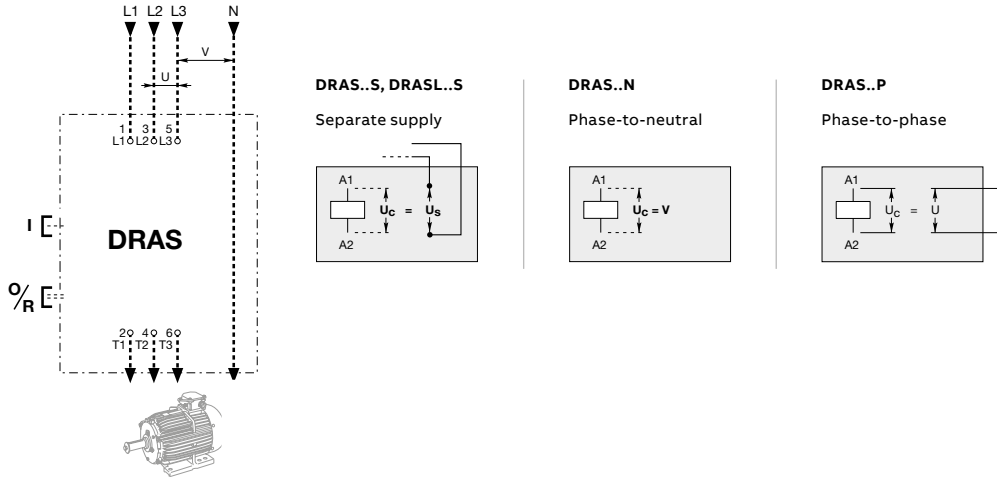 L1 L2 L3 N
V
U
1 3 5
L1 L2 L3
I
DRAS
O/R
2 4 6
T1 T2 T3
DRAS..S, DRASL..S
Separate supply
A1
UC = US
A2
DRAS..N
Phase-to-neutral
A1
UC = V
A2
DRAS..P
Phase-to-phase
A1
UC = U
A2